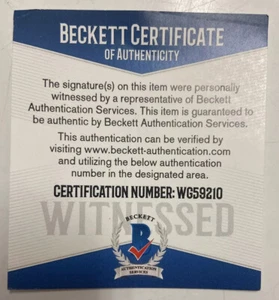 BECKETT CERTIFICATE
OF AUTHENTICITY
The signature(s) on this item were personally
witnessed by a representative of Beckett
Authentication Services. This item is guaranteed to
be authentic by Beckett Authentication Services.
This authentication can be verified by
visiting www.beckett-authentication.com
and utilizing the below authentication
number in the designated area.
CERTIFICATION NUMBER: WG59210
WITNESSED
BECKETT
B
AUTHENTICATION
SERVICES